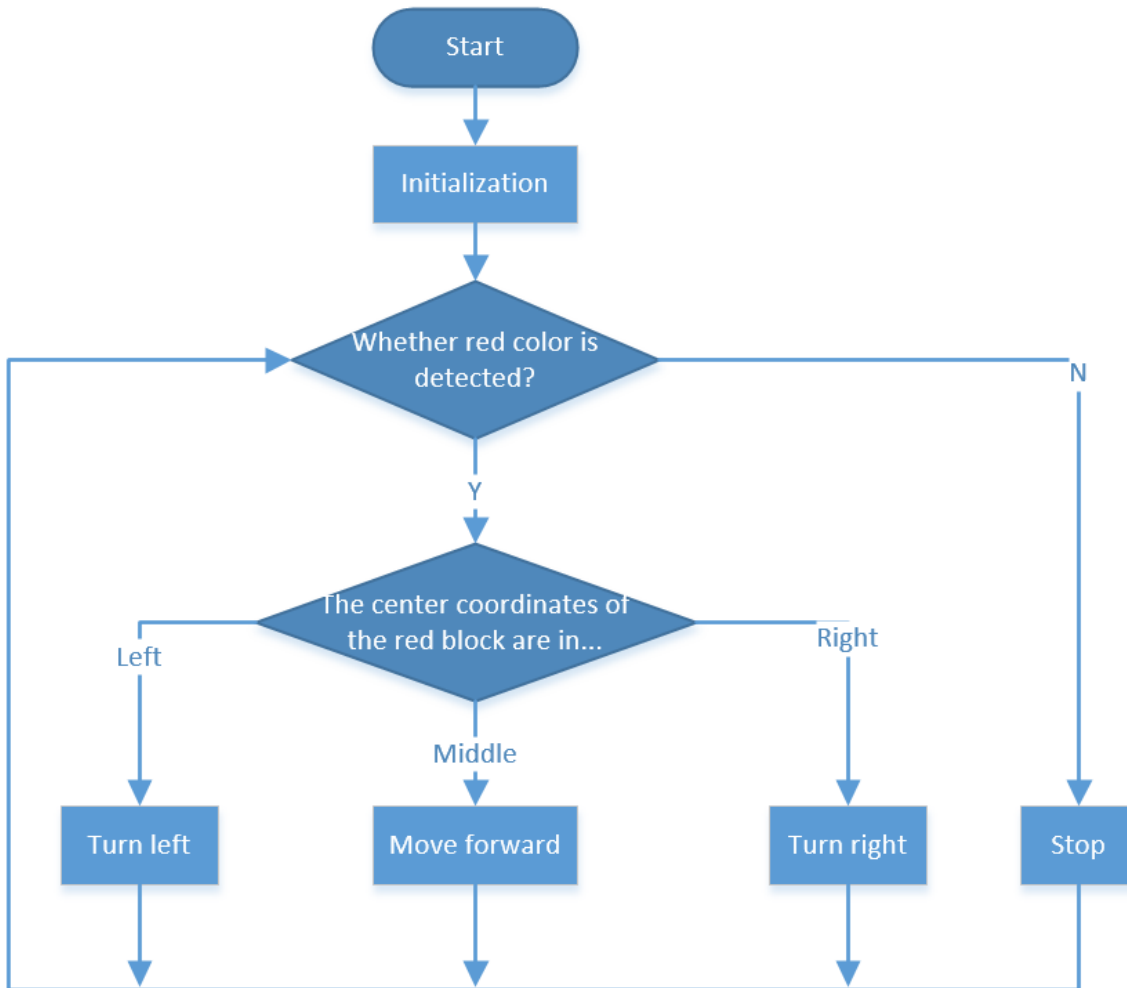 Start
Initialization
Whether red color is
detected?
N
Y
The center coordinates of
the red block are in...
Left
Right
Middle
Turn left
Move forward
Turn right
Stop